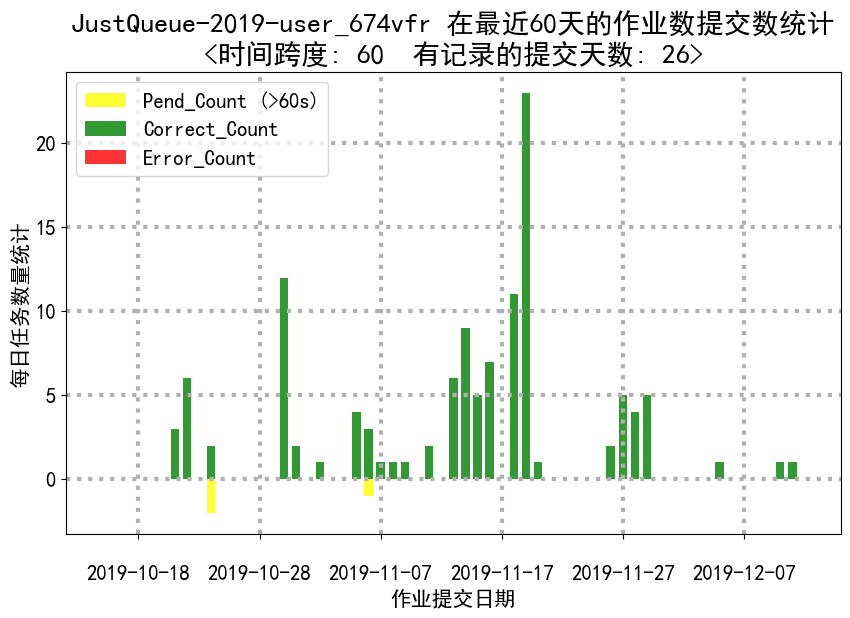 JustQueue-2019-user_674vfr 在最近60天的作业数提交数统计
<时间跨度: 60  有记录的提交天数: 26>
Pend_Count (>60s)
Correct_Count
Error_Count
每日任务数量统计
20
15
10
5
0
2019-10-18 2019-10-28 2019-11-07 2019-11-17 2019-11-27 2019-12-07
作业提交日期